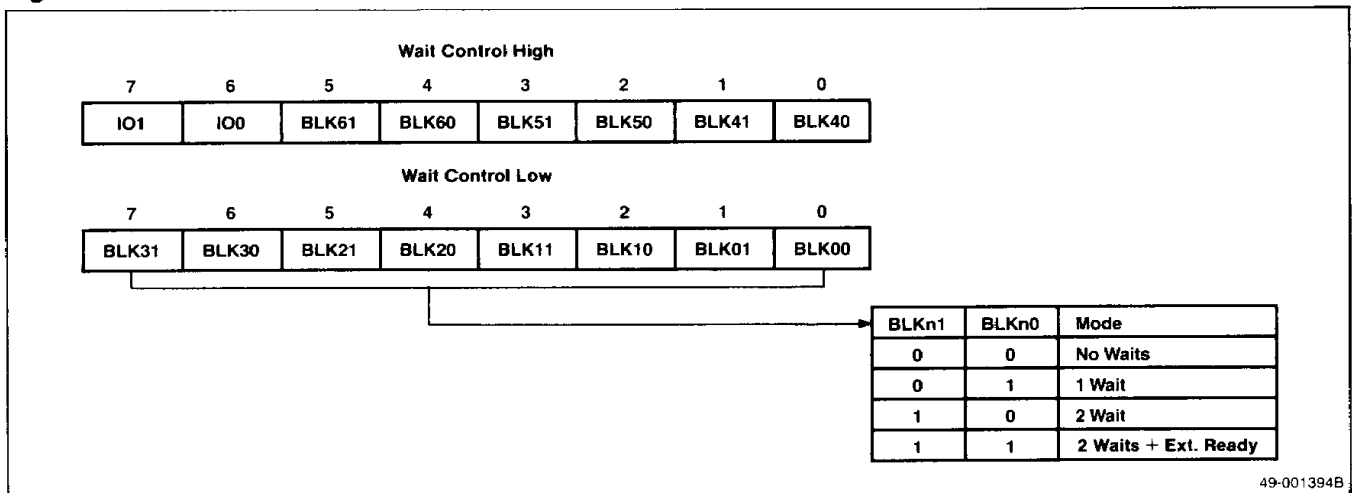 Wait Control High
7 6 5 4 3 2 1 0
IO1 IO0 BLK61 BLK60 BLK51 BLK50 BLK41 BLK40
Wait Control Low
7 6 5 4 3 2 1 0
BLK31 BLK30 BLK21 BLK20 BLK11 BLK10 BLK01 BLK00
BLKn1 BLKn0 Mode
0 0 No Waits
0 1 1 Wait
1 0 2 Wait
1 1 2 Waits + Ext. Ready
49-001394B